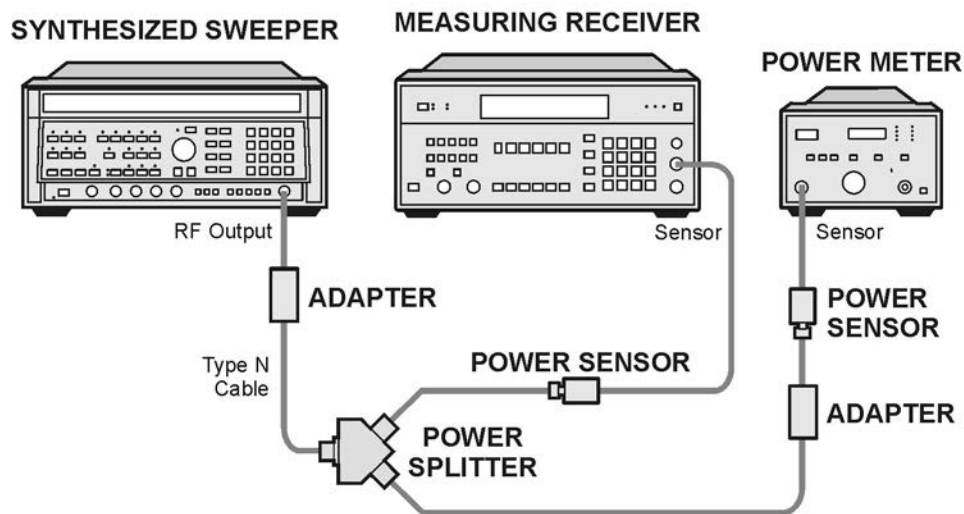 SYNTHESIZED SWEEPER
MEASURING RECEIVER
POWER METER
RF Output
Sensor
Sensor
ADAPTER
POWER
SENSOR
Type N
Cable
POWER SENSOR
ADAPTER
POWER
SPLITTER